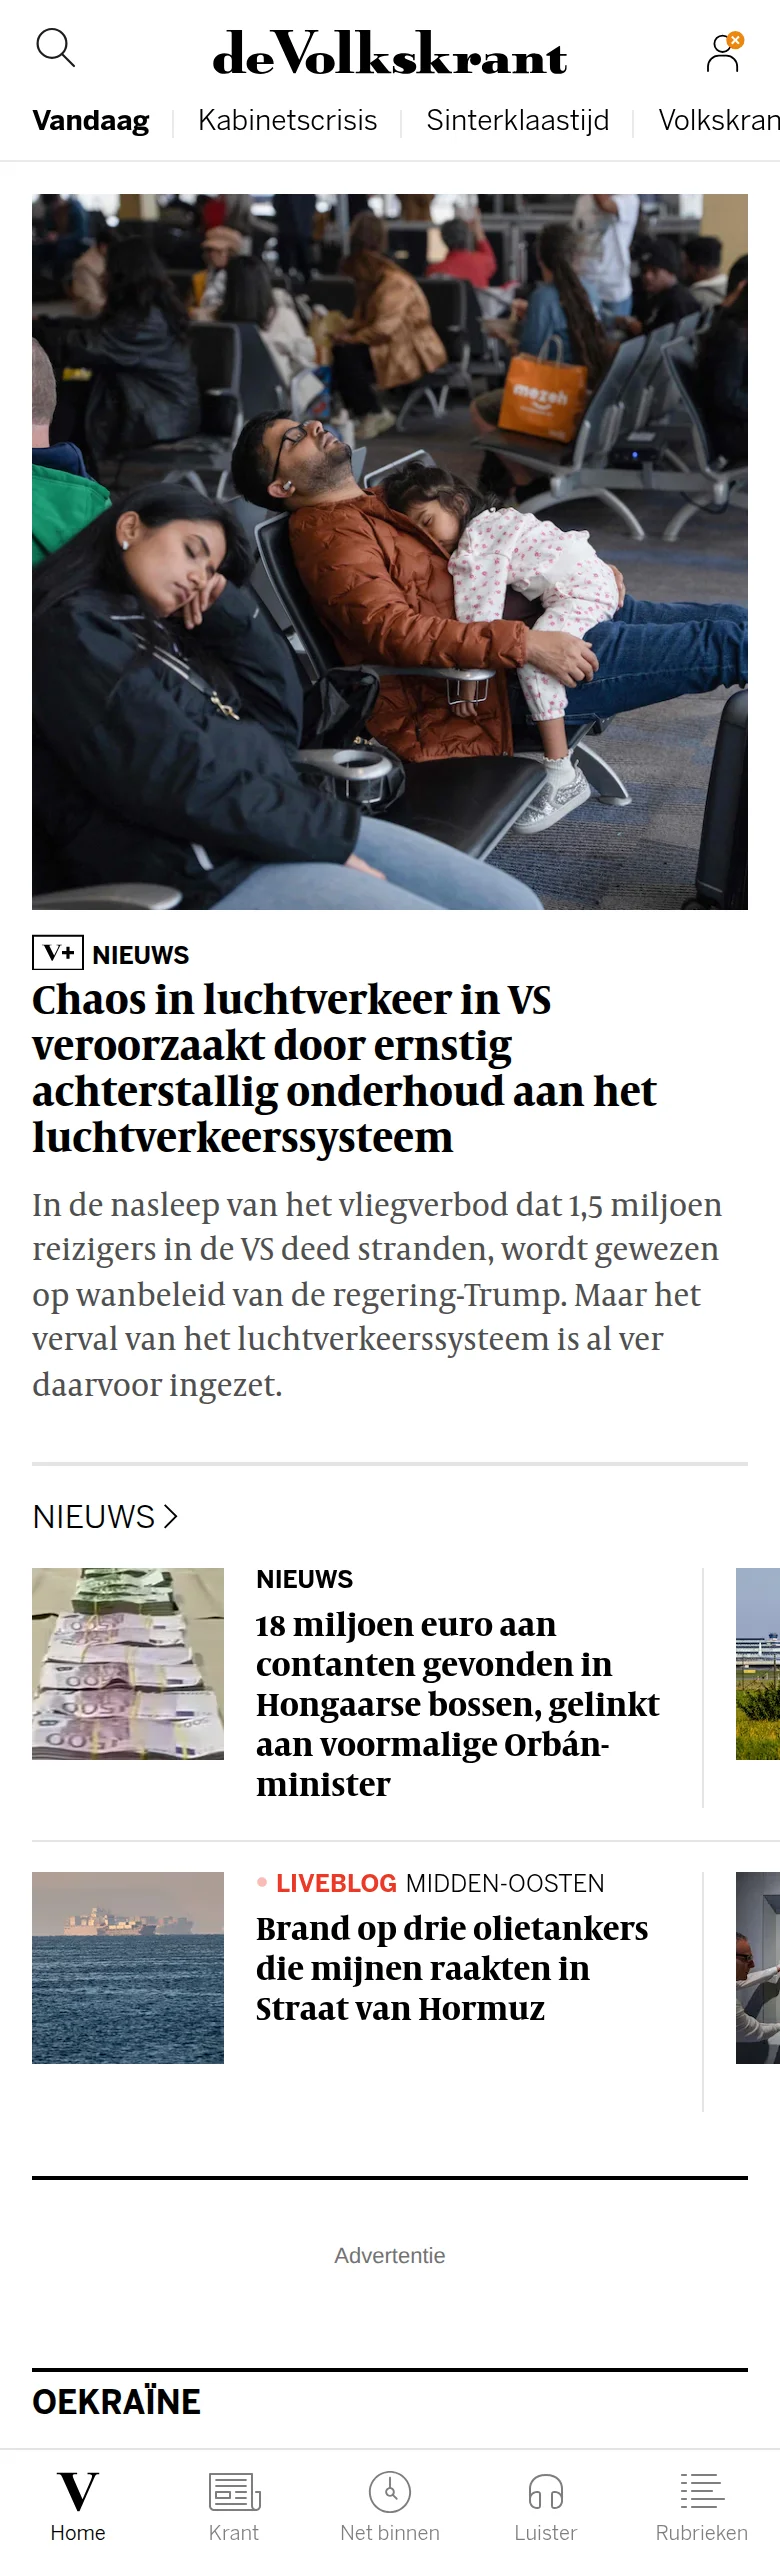 deVolkskrant
Vandaag
Kabinetscrisis
Sinterklaastijd
Volkskran
mozeh
V+ NIEUWS
Chaos in luchtverkeer in VS
veroorzaakt door ernstig
achterstallig onderhoud aan het
luchtverkeerssysteem
In de nasleep van het vliegverbod dat 1,5 miljoen
reizigers in de VS deed stranden, wordt gewezen
op wanbeleid van de regering-Trump. Maar het
verval van het luchtverkeerssysteem is al ver
daarvoor ingezet.
NIEUWS
NIEUWS
18 miljoen euro aan
contanten gevonden in
Hongaarse bossen, gelinkt
aan voormalige Orbán-
minister
LIVEBLOG MIDDEN-OOSTEN
Brand op drie olietankers
die mijnen raakten in
Straat van Hormuz
Advertentie
OEKRAÏNE
V
Home
Krant
Net binnen
Luister
Rubrieken